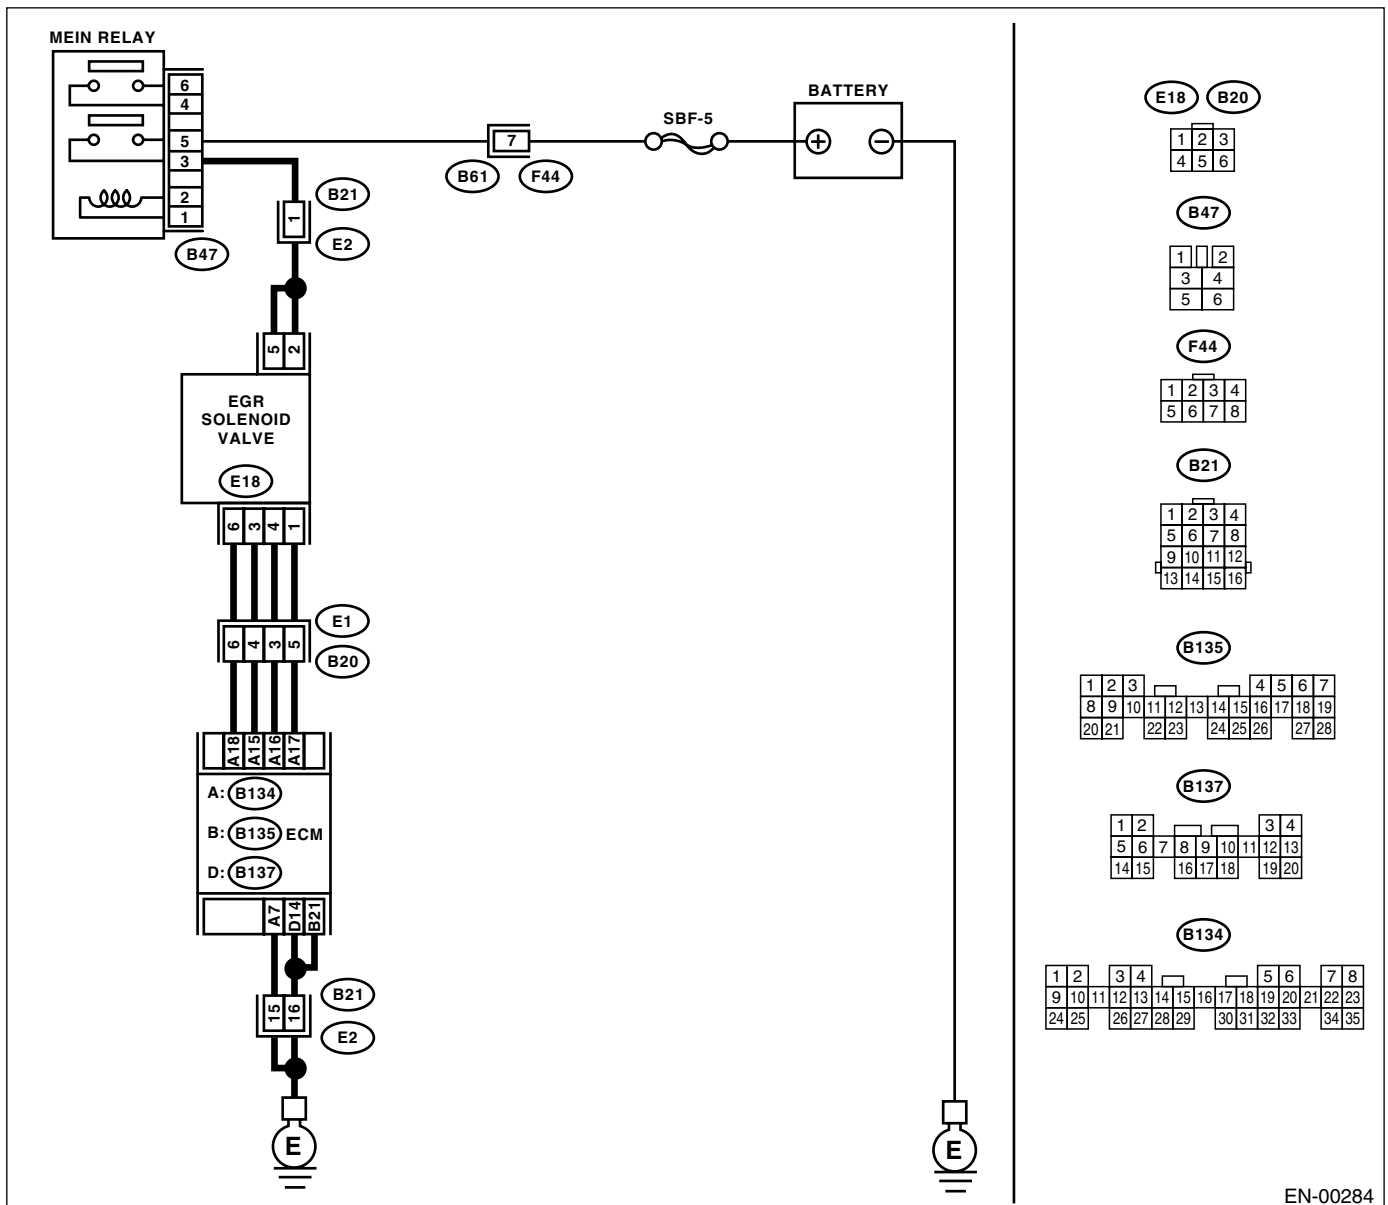 MEIN RELAY
6
4
5
3
2
1
B47
B21
1
E2
7
B61
F44
SBF-5
BATTERY
+
−
5 2
EGR
SOLENOID
VALVE
E18
6 3 4 1
E1
6 4 3 5
B20
A18 A15 A16 A17
A: B134
B: B135 ECM
D: B137
A7 D14 B21
B21
15 16
E2
E
E
E18 B20
1 2 3
4 5 6
B47
1 2
3 4
5 6
F44
1 2 3 4
5 6 7 8
B21
1 2 3 4
5 6 7 8
9 10 11 12
13 14 15 16
B135
1 2 3 4 5 6 7
8 9 10 11 12 13 14 15 16 17 18 19
20 21 22 23 24 25 26 27 28
B137
1 2 3 4
5 6 7 8 9 10 11 12 13
14 15 16 17 18 19 20
B134
1 2 3 4 5 6 7 8
9 10 11 12 13 14 15 16 17 18 19 20 21 22 23
24 25 26 27 28 29 30 31 32 33 34 35
EN-00284